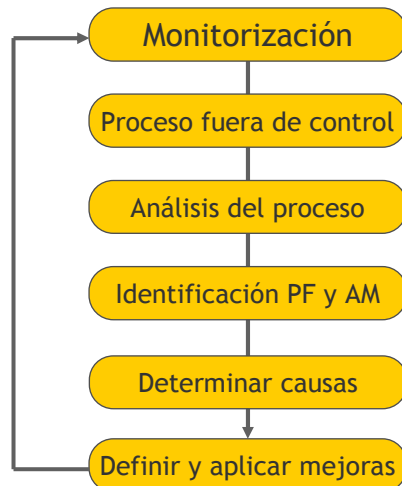 Monitorización
Proceso fuera de control
Análisis del proceso
Identificación PF y AM
Determinar causas
Definir y aplicar mejoras